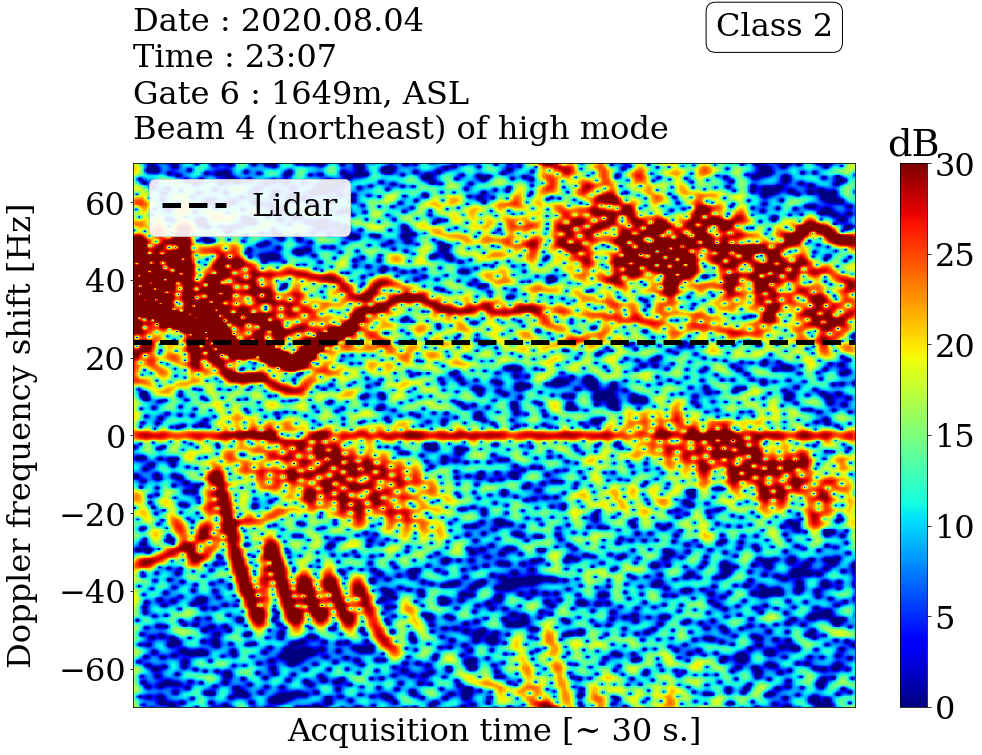 Date : 2020.08.04
Time : 23:07
Gate 6 : 1649m, ASL
Beam 4 (northeast) of high mode
Class 2
dB
Lidar
Doppler frequency shift [Hz]
60
40
20
0
−20
−40
−60
30
25
20
15
10
5
0
Acquisition time [~ 30 s.]